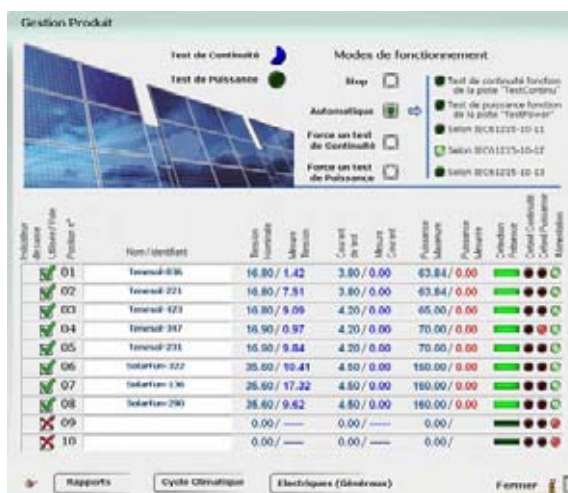 Gestion Produit
Test de Continuité
Test de Puissance
Modes de fonctionnement
Stop
Automatique
Force un test
de Continuité
Force un test
de Puissance
Test de continuité fonction
de la piste "TestContinu"
Test de puissance fonction
de la piste "TestPower"
Selon IEC61215-10-11
Selon IEC61215-10-12
Selon IEC61215-10-13
Utilisée / Vide
Position n°
Nom / Identifiant
Tension
Nominale
Mesure
Tension
Courant
de test
Mesure
Courant
Puissance
Maximum
Puissance
Mesurée
Détection
Présence
Défaut Continuité
Défaut Puissance
Alimentation
01 16.80 / 1.42 3.80 / 0.00 63.84 / 0.00
02 16.80 / 7.51 3.80 / 0.00 63.84 / 0.00
03 16.80 / 9.09 4.20 / 0.00 65.00 / 0.00
04 16.90 / 0.97 4.20 / 0.00 70.00 / 0.00
05 16.90 / 9.84 4.20 / 0.00 70.00 / 0.00
06 SolarFun-322 35.60 / 10.41 4.50 / 0.00 160.00 / 0.00
07 SolarFun-136 35.60 / 17.32 4.50 / 0.00 160.00 / 0.00
08 SolarFun-290 35.60 / 9.62 4.50 / 0.00 160.00 / 0.00
09 0.00 / ----- 0.00 / ----- 0.00 /
10 0.00 / ----- 0.00 / ----- 0.00 /
Rapports
Cycle Climatique
Electriques (Généraux)
Fermer